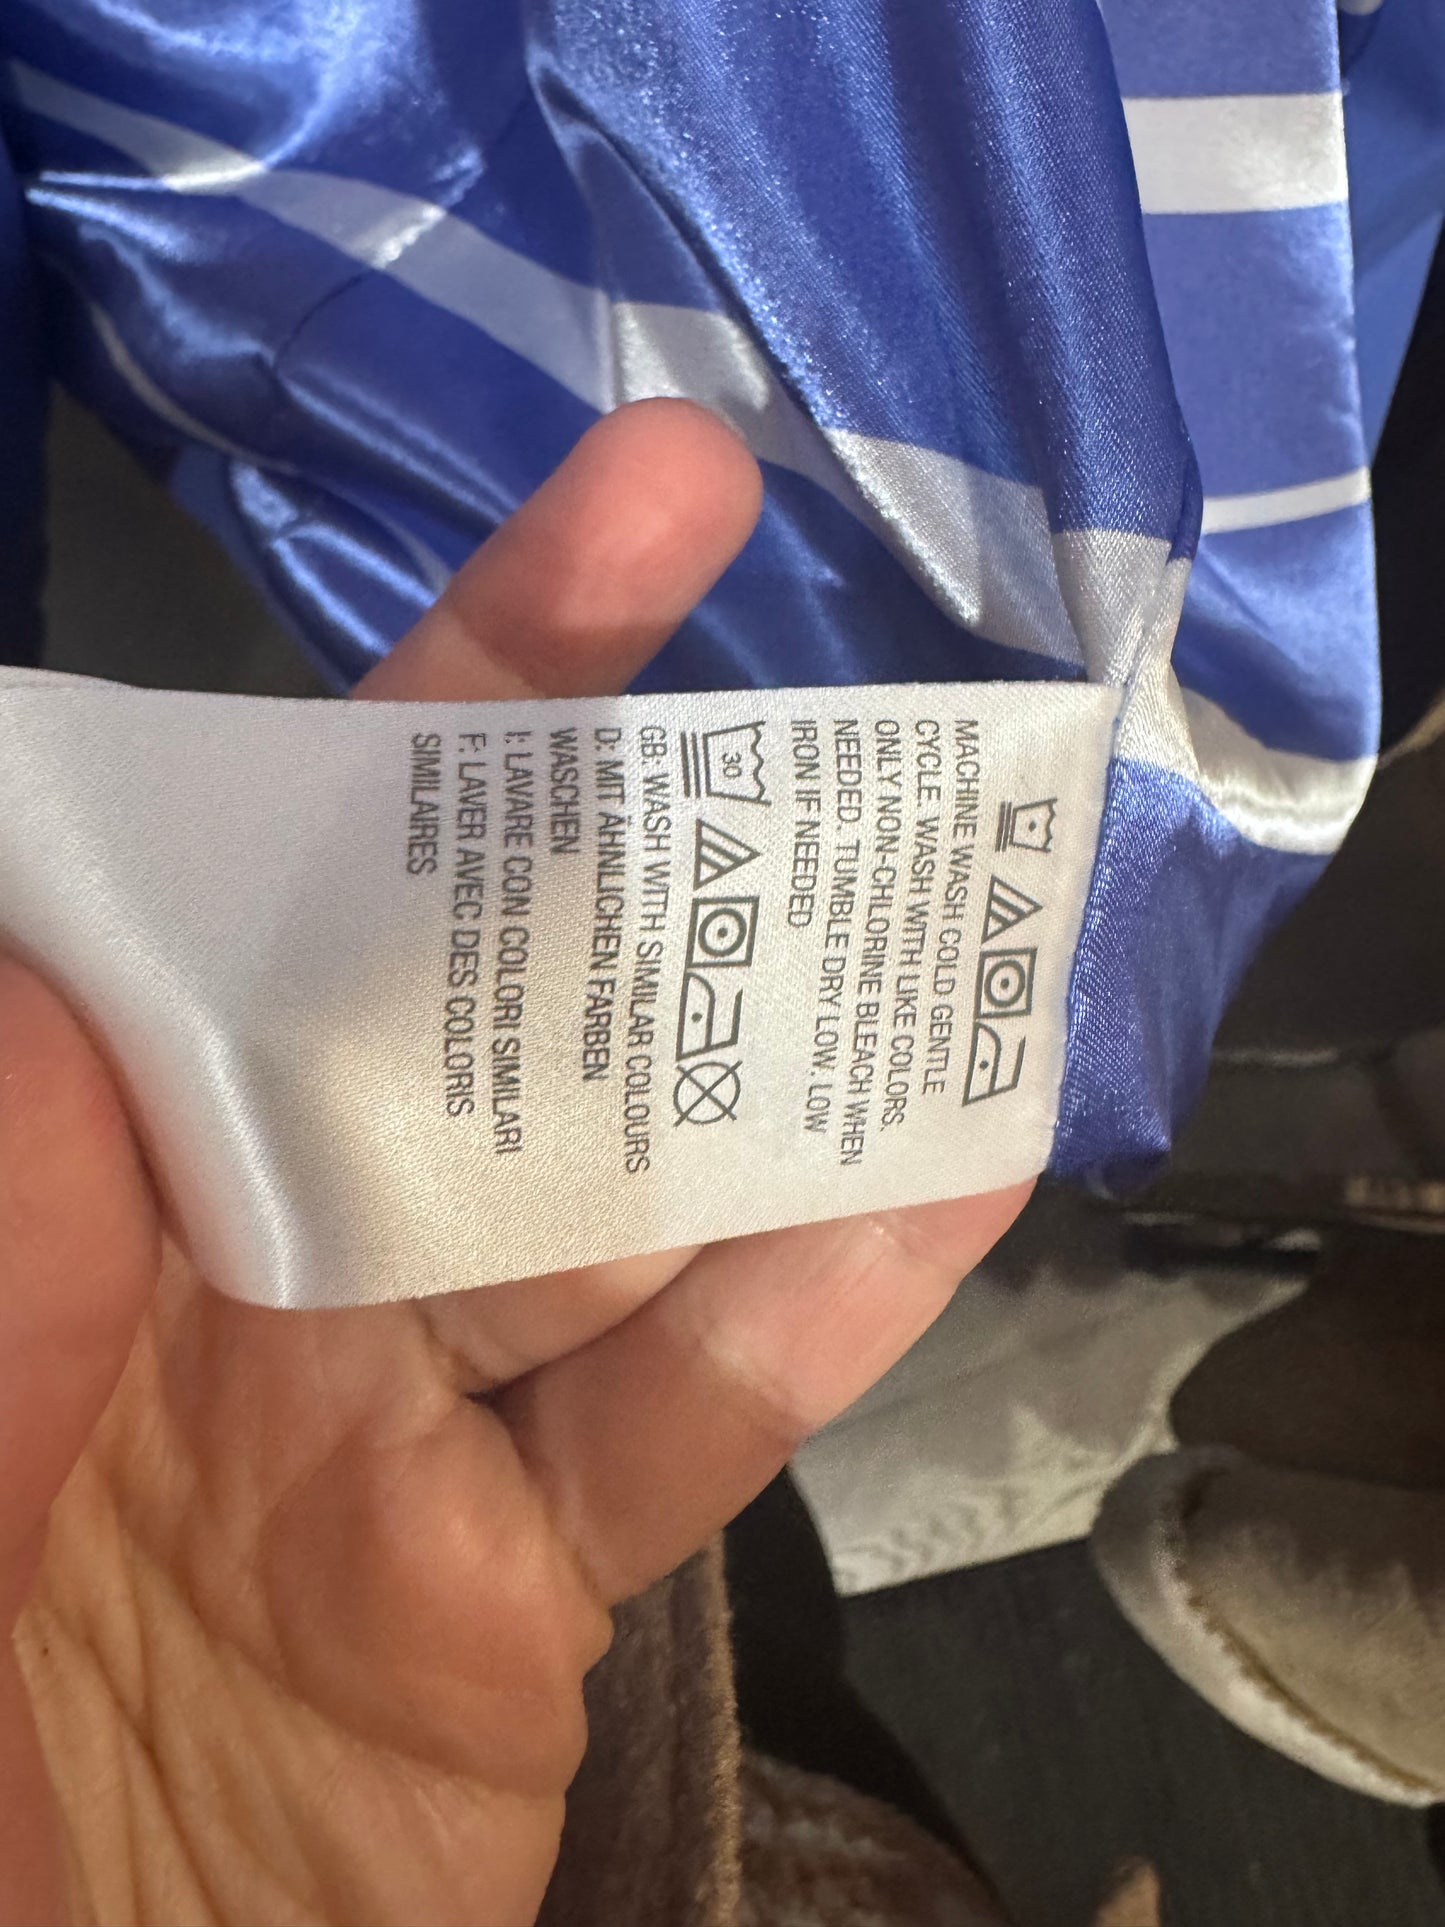 MACHINE WASH COLD GENTLE
CYCLE. WASH WITH LIKE COLORS.
ONLY NON-CHLORINE BLEACH WHEN
NEEDED. TUMBLE DRY LOW. LOW
IRON IF NEEDED
30
GB: WASH WITH SIMILAR COLOURS
D: MIT ÄHNLICHEN FARBEN
WASCHEN
I: LAVARE CON COLORI SIMILARI
F: LAVER AVEC DES COLORIS
SIMILAIRES